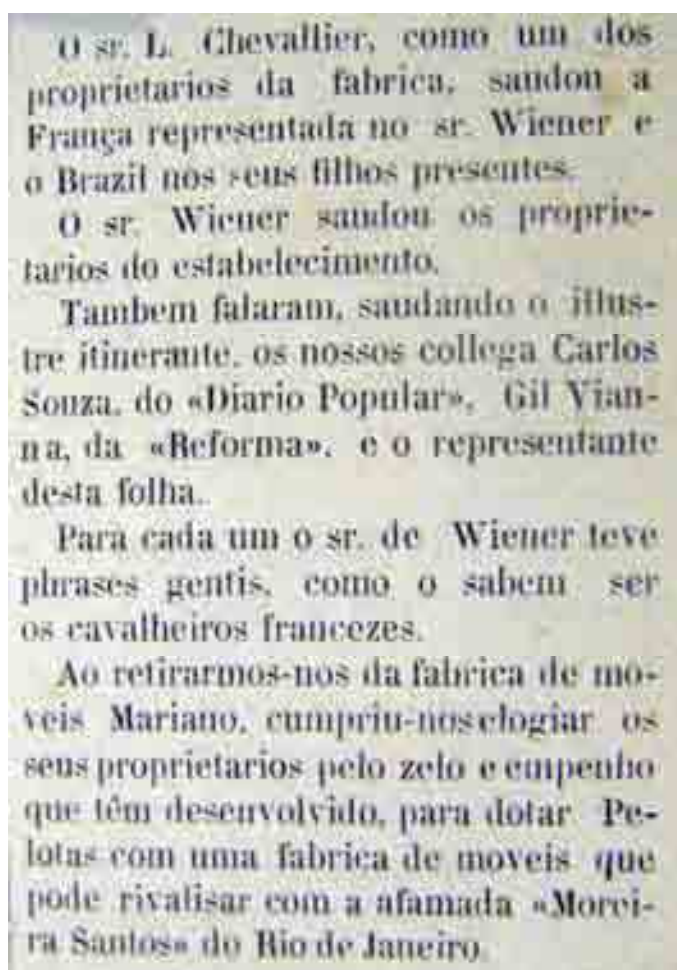 O sr. L. Chevallier, como um dos
proprietarios da fabrica, saudou a
França representada no sr. Wiener e
o Brazil nos seus filhos presentes.
O sr. Wiener saudou os proprie-
tarios do estabelecimento.
Tambem falaram, saudando o illus-
tre itinerante, os nossos collega Carlos
Souza, do «Diario Popular», Gil Vian-
na, da «Reforma», e o representante
desta folha.
Para cada um o sr. de Wiener teve
phrases gentis, como o sabem ser
os cavalheiros francezes.
Ao retirarmos-nos da fabrica de mo-
veis Mariano, cumpriu-nos elogiar os
seus proprietarios pelo zelo e empenho
que têm desenvolvido, para dotar Pe-
lotas com uma fabrica de moveis que
pode rivalisar com a afamada «Morei-
ra Santos» do Rio de Janeiro.